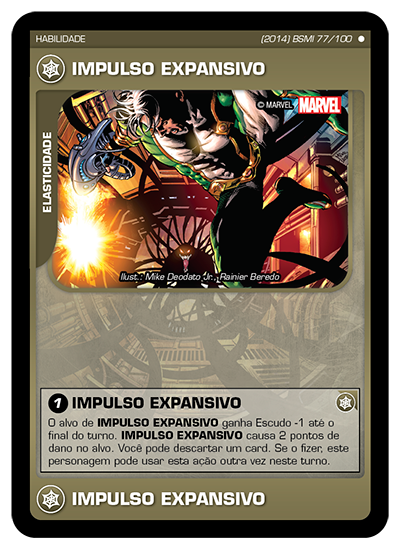 HABILIDADE (2014) BSMI 77/100
IMPULSO EXPANSIVO
© MARVEL MARVEL
ELASTICIDADE
Ilust.: Mike Deodato Jr., Rainier Beredo
1 IMPULSO EXPANSIVO
O alvo de IMPULSO EXPANSIVO ganha Escudo -1 até o
final do turno. IMPULSO EXPANSIVO causa 2 pontos de
dano no alvo. Você pode descartar um card. Se o fizer, este
personagem pode usar esta ação outra vez neste turno.
IMPULSO EXPANSIVO